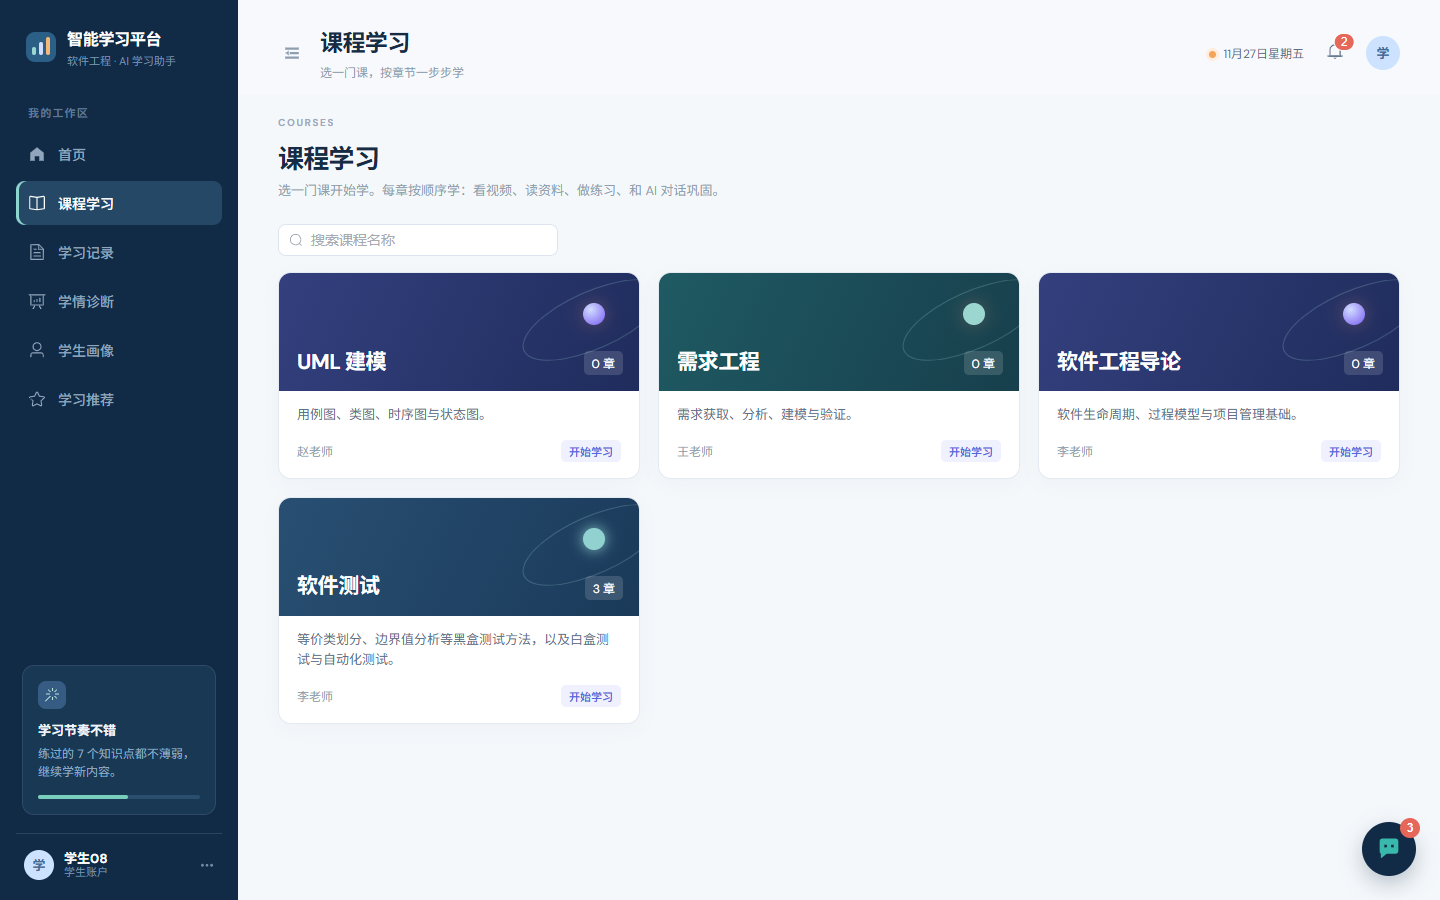 智能学习平台
软件工程 · AI 学习助手
我的工作区
首页
课程学习
学习记录
学情诊断
学生画像
学习推荐
学习节奏不错
练过的 7 个知识点都不薄弱，
继续学新内容。
学
学生08
学生账户
课程学习
选一门课，按章节一步步学
11月27日星期五
2
学
COURSES
课程学习
选一门课开始学。每章按顺序学：看视频、读资料、做练习、和 AI 对话巩固。
搜索课程名称
UML 建模
0 章
用例图、类图、时序图与状态图。
赵老师
开始学习
需求工程
0 章
需求获取、分析、建模与验证。
王老师
开始学习
软件工程导论
0 章
软件生命周期、过程模型与项目管理基础。
李老师
开始学习
软件测试
3 章
等价类划分、边界值分析等黑盒测试方法，以及白盒测
试与自动化测试。
李老师
开始学习
3